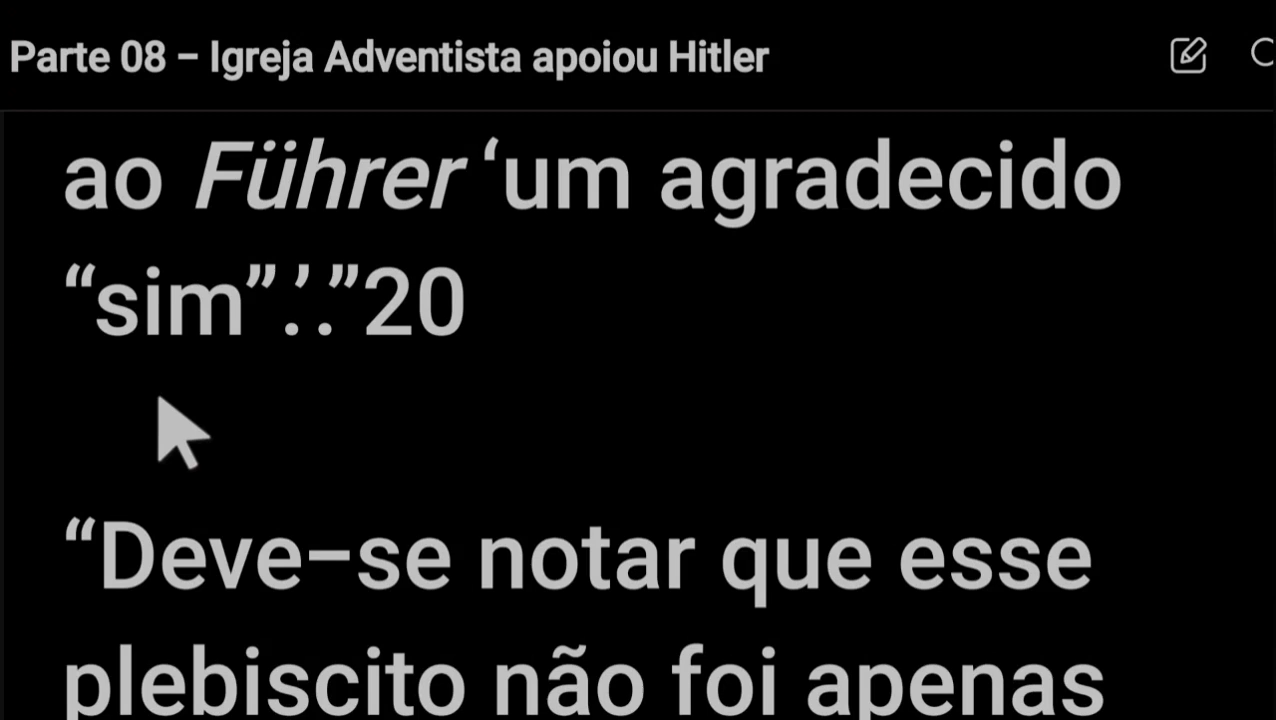 Parte 08 – Igreja Adventista apoiou Hitler
ao Führer ‘um agradecido
“sim”.’.”20
“Deve–se notar que esse
plebiscito não foi apenas